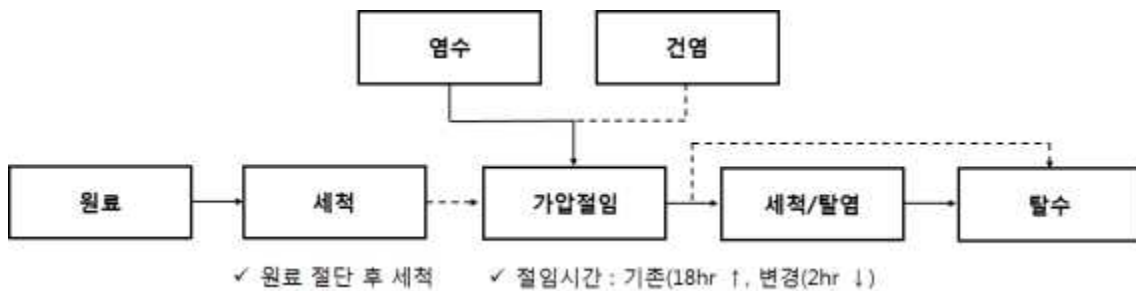 염수 건염
원료 세척 가압절임 세척/탈염 탈수
✓ 원료 절단 후 세척 ✓ 절임시간 : 기존(18hr ↑, 변경(2hr ↓)